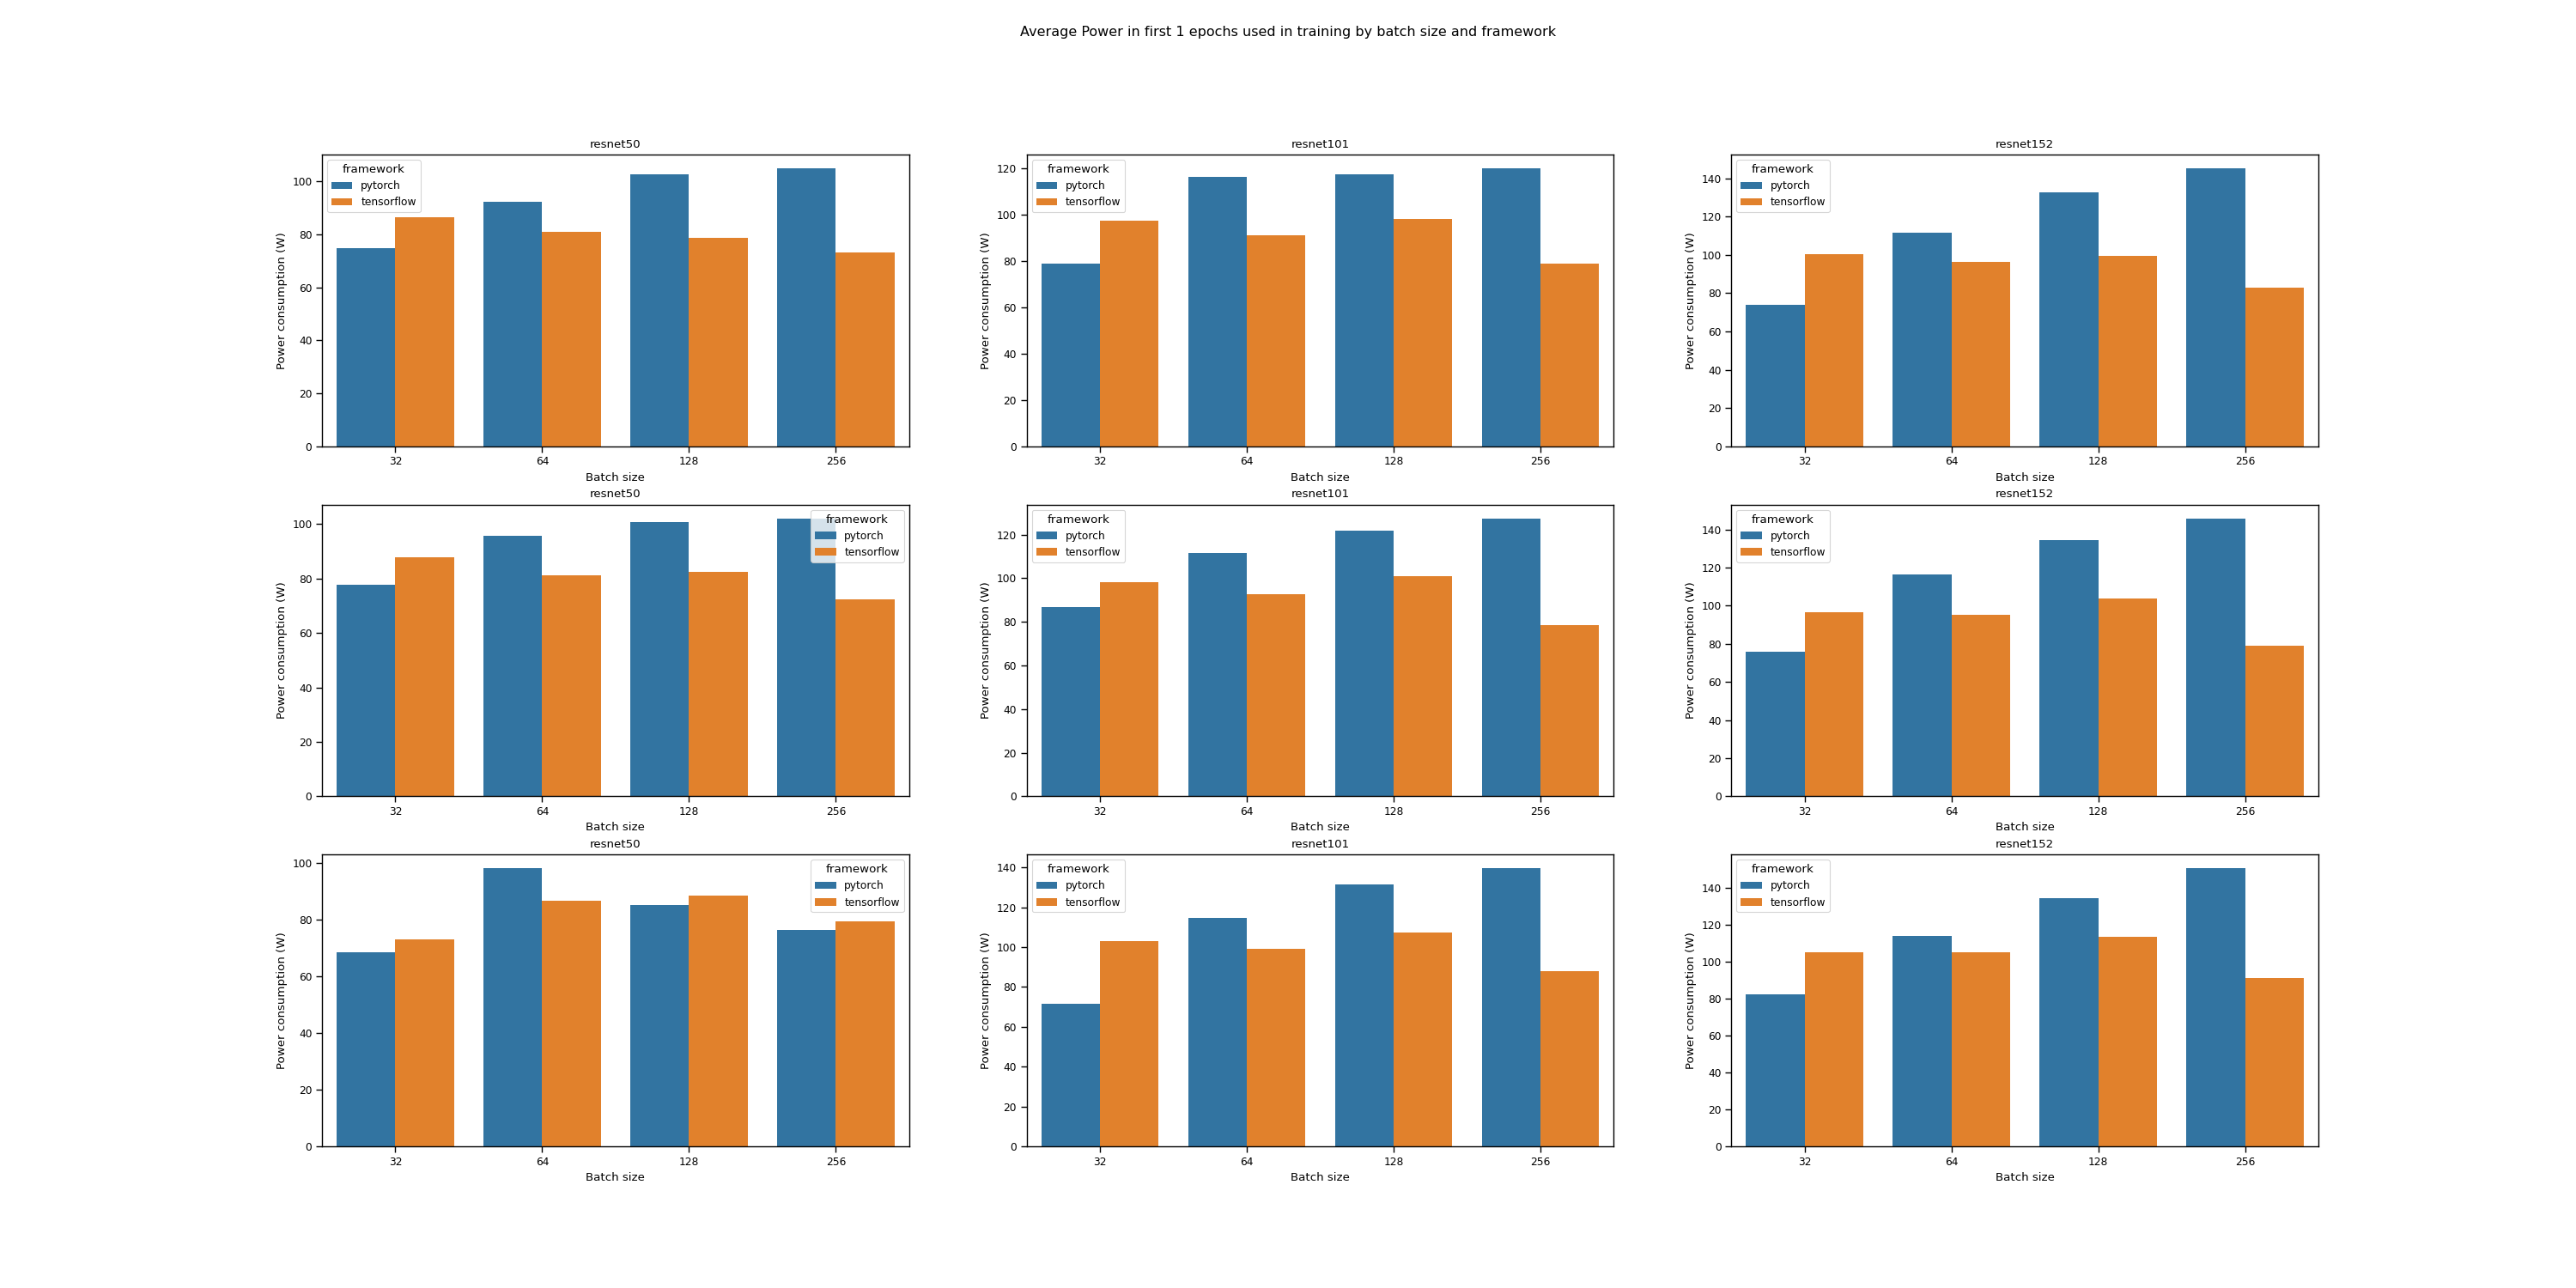 Average Power in first 1 epochs used in training by batch size and framework
resnet50
framework
pytorch
tensorflow
Power consumption (W)
100
80
60
40
20
0
32 64 128 256
Batch size
resnet101
framework
pytorch
tensorflow
Power consumption (W)
120
100
80
60
40
20
0
32 64 128 256
Batch size
resnet152
framework
pytorch
tensorflow
Power consumption (W)
140
120
100
80
60
40
20
0
32 64 128 256
Batch size
resnet50
framework
pytorch
tensorflow
Power consumption (W)
100
80
60
40
20
0
32 64 128 256
Batch size
resnet101
framework
pytorch
tensorflow
Power consumption (W)
120
100
80
60
40
20
0
32 64 128 256
Batch size
resnet152
framework
pytorch
tensorflow
Power consumption (W)
140
120
100
80
60
40
20
0
32 64 128 256
Batch size
resnet50
framework
pytorch
tensorflow
Power consumption (W)
100
80
60
40
20
0
32 64 128 256
Batch size
resnet101
framework
pytorch
tensorflow
Power consumption (W)
140
120
100
80
60
40
20
0
32 64 128 256
Batch size
resnet152
framework
pytorch
tensorflow
Power consumption (W)
140
120
100
80
60
40
20
0
32 64 128 256
Batch size